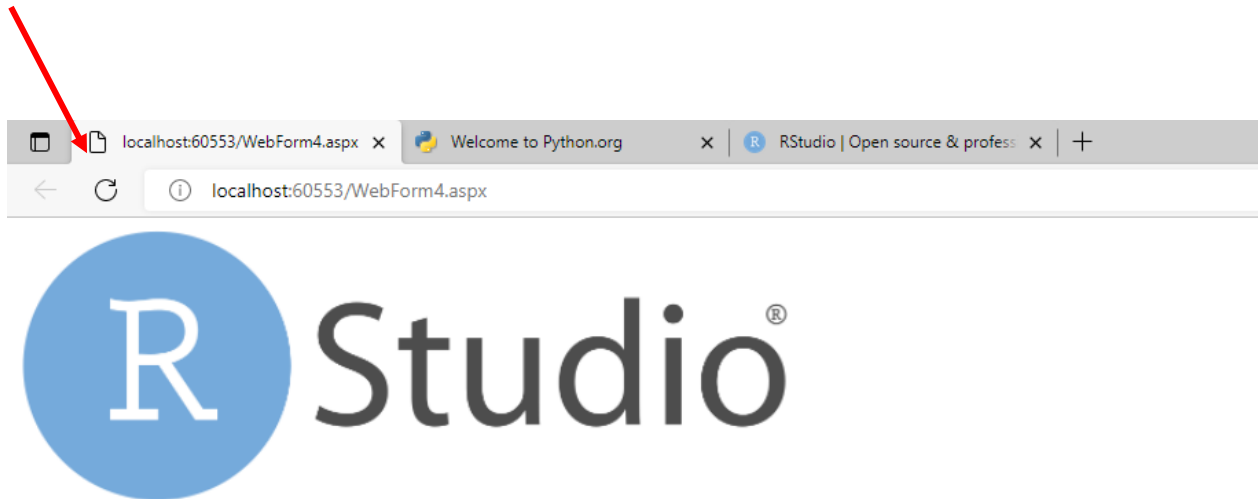 localhost:60553/WebForm4.aspx Welcome to Python.org R RStudio | Open source & profess
localhost:60553/WebForm4.aspx
R Studio®